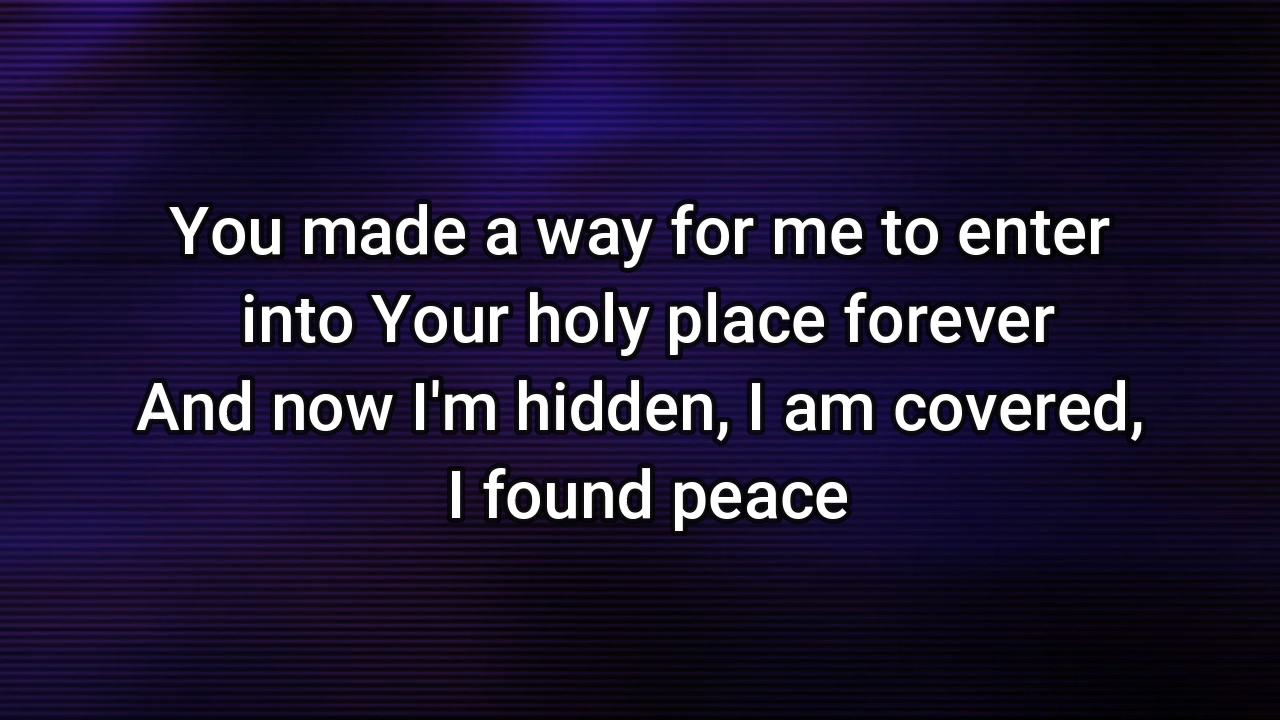 You made a way for me to enter
into Your holy place forever
And now I'm hidden, I am covered,
I found peace